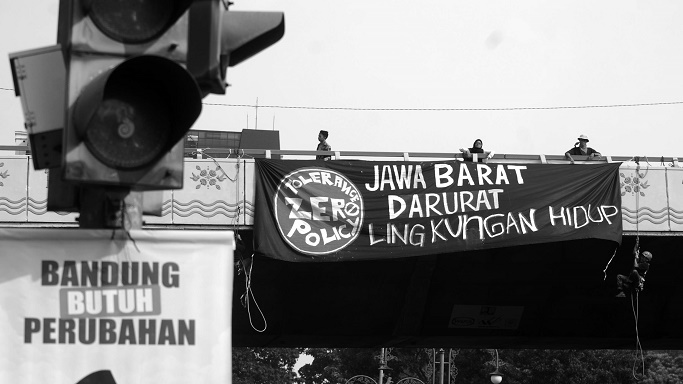 TOLERANCE
ZERO
POLICY
JAWA BARAT
DARURAT
LINGKUNGAN HIDUP
BANDUNG
BUTUH
PERUBAHAN